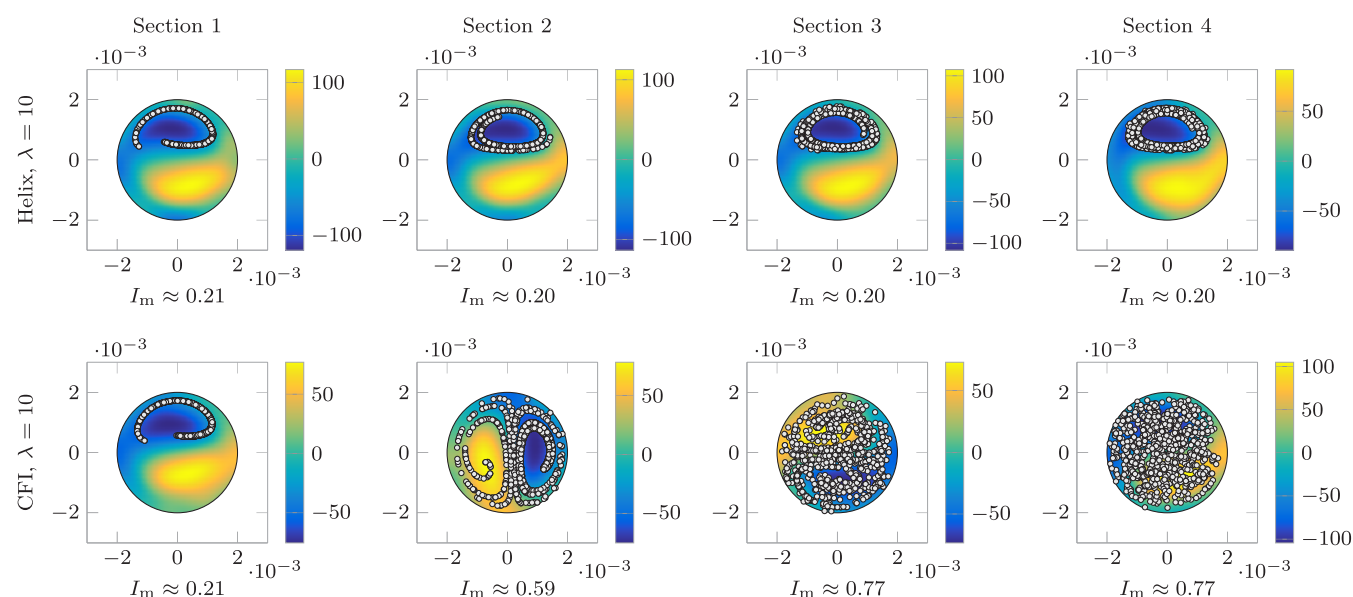 Section 1 Section 2 Section 3 Section 4
·10⁻³ ·10⁻³ ·10⁻³ ·10⁻³
Helix, λ = 10
2 0 −2
−2 0 2 ·10⁻³
100 0 −100
I_m ≈ 0.21
2 0 −2
−2 0 2 ·10⁻³
100 0 −100
I_m ≈ 0.20
2 0 −2
−2 0 2 ·10⁻³
100 50 0 −50 −100
I_m ≈ 0.20
2 0 −2
−2 0 2 ·10⁻³
50 0 −50
I_m ≈ 0.20
·10⁻³ ·10⁻³ ·10⁻³ ·10⁻³
CFI, λ = 10
2 0 −2
−2 0 2 ·10⁻³
50 0 −50
I_m ≈ 0.21
2 0 −2
−2 0 2 ·10⁻³
50 0 −50
I_m ≈ 0.59
2 0 −2
−2 0 2 ·10⁻³
50 0 −50
I_m ≈ 0.77
2 0 −2
−2 0 2 ·10⁻³
100 50 0 −50 −100
I_m ≈ 0.77